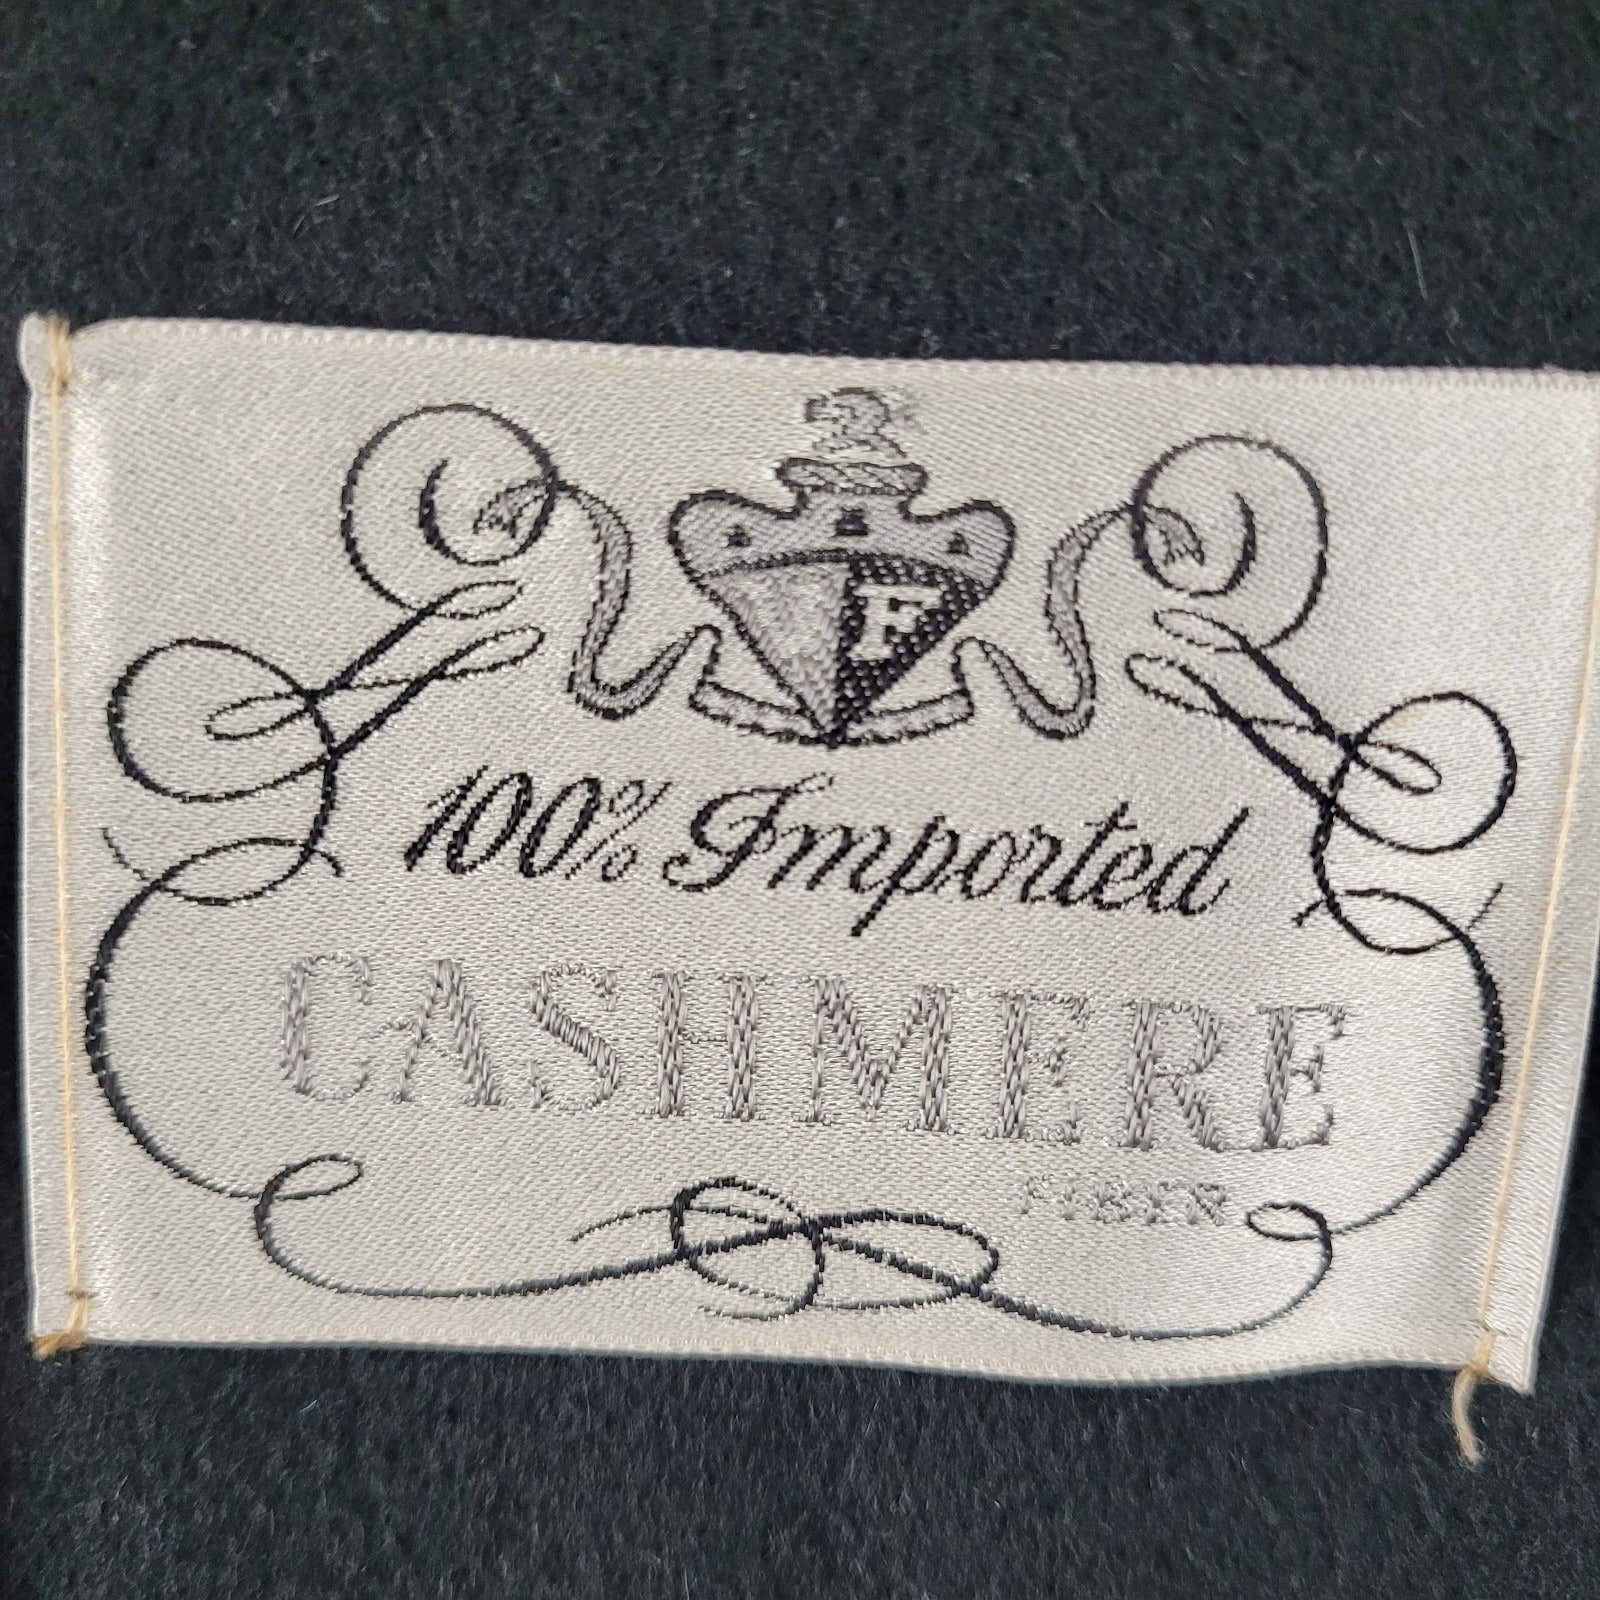 F
100% Imported
CASHMERE
FIBER